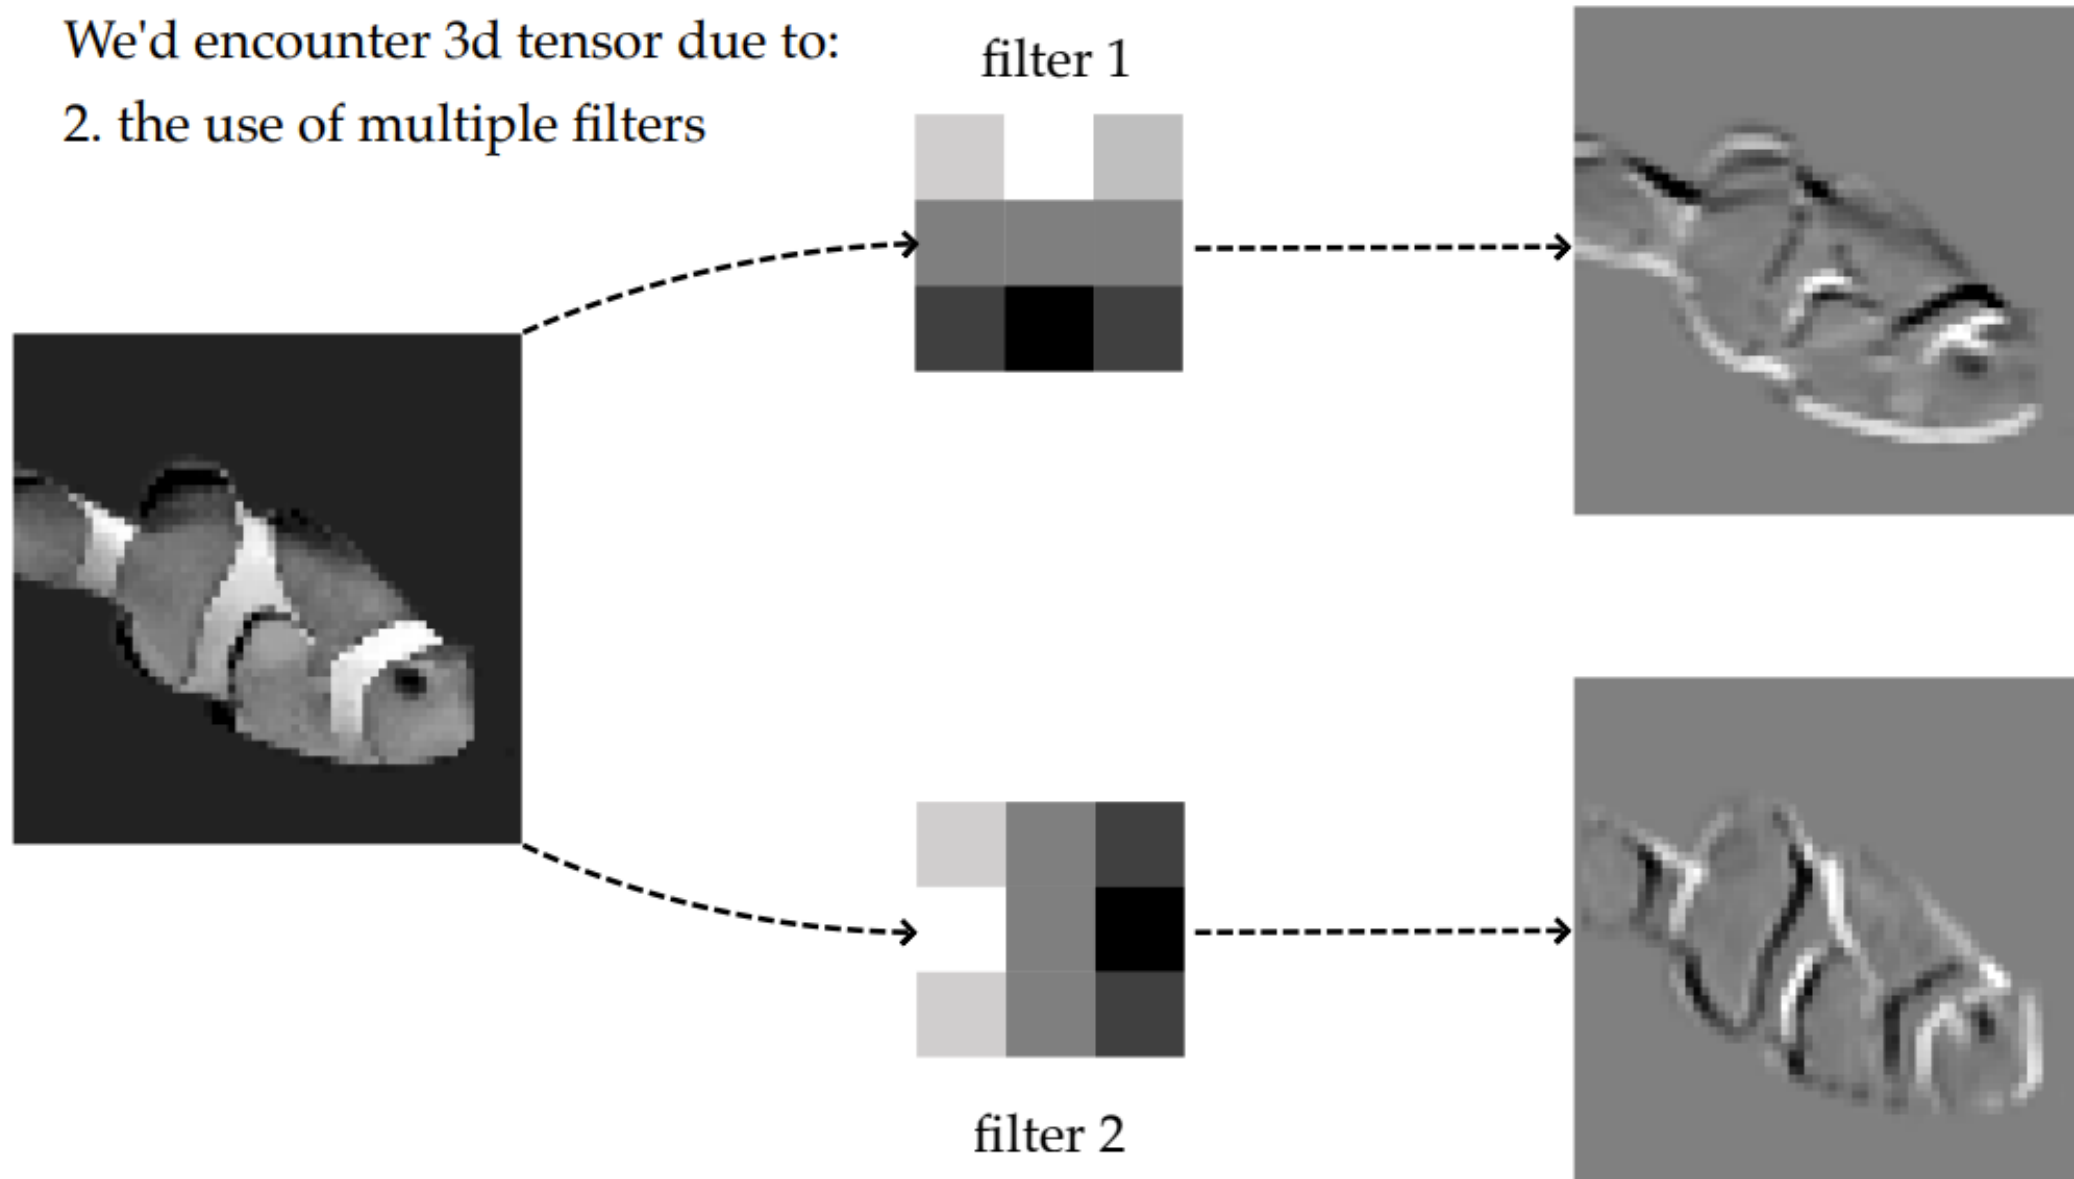 We'd encounter 3d tensor due to:
2. the use of multiple filters
filter 1
filter 2